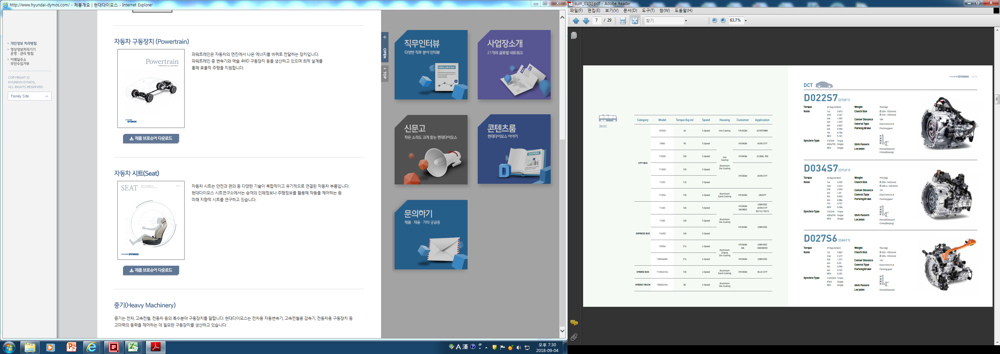 http://www.hyundai-dymos.com/ - 제품개요 | 현대다이모스 - Internet Explorer
개인정보 처리방침
영상정보처리기기
운영 · 관리 방침
이메일주소
무단수집거부
COPYRIGHT ©
HYUNDAI DYMOS,
ALL RIGHTS RESERVED.
Family Site
자동차 구동장치 (Powertrain)
Powertrain
HYUNDAI
DYMOS
파워트레인은 자동차의 엔진에서 나온 에너지를 바퀴로 전달하는 장치입니다.
파워트레인 중 변속기와 액슬, 4WD 구동장치 등을 생산하고 있으며 최적 설계를
통해 효율적 주행을 지원합니다.
제품 브로슈어 다운로드
자동차 시트(Seat)
SEAT
HYUNDAI DYMOS
자동차 시트는 안전과 편의 등 다양한 기술이 복합적이고 유기적으로 연결된 자동차 부품입니다.
현대다이모스 시트연구소에서는 승객의 인체정보나 주행정보를 활용해 작동을 제어하는 등
미래 지향적 시트를 연구하고 있습니다.
제품 브로슈어 다운로드
중기(Heavy Machinery)
중기는 전차, 고속전철, 전동차 등의 특수분야 구동장치를 말합니다. 현대다이모스는 전차용 자동변속기, 고속전철용 감속기, 전동차용 구동장치 등
고마력의 동력을 제어하는 데 필요한 구동장치를 생산하고 있습니다.
OPEN
TOP
직무인터뷰
다양한 직무 분야 인터뷰
Culture, arts & spor
사업장소개
21개의 글로벌 네트워크
신문고
작은 소리도 크게 듣는 현대다이모스
콘텐츠룸
현대다이모스 이야기
D
문의하기
제품 · 채용 · 기타 궁금증
A 漢
오후 7:30
2018-09-04
sum_01[1].pdf - Adobe Reader
파일(F) 편집(E) 보기(V) 문서(D) 도구(T) 창(W) 도움말(H)
7 / 29 찾기 63.7%
[BUS]
Category Model Torque (kg·m) Speed Housing Customer Application
CITY BUS
T070S5 65 5 Speed Iron Casting HYUNDAI AEROTOWN
T080E 90 5 Speed HYUNDAI AERO CITY
T100S5 100 5 Speed Iron Casting HYUNDAI GLOBAL 900
T120S5 120 5 Speed Aluminum Die-Casting HYUNDAI AERO CITY
T120E 110 5 Speed
T130S6 130 6 Speed Aluminum Sand-Casting HYUNDAI UNICITY
EXPRESS BUS
T140E 140 5 Speed HYUNDAI DAEWOO UNIVERSE AERO CITY BH116 / FX212
T150E 148 5 Speed Aluminum Die-Casting HYUNDAI UNIVERSE
T160S5 160 5 Speed
T200S6 216 6 Speed Aluminum Gravity Die-Casting HYUNDAI KIA UNIVERSE GRANBIRD
T200S6AMT 216 6 Speed HYUNDAI UNIVERSE
HYBRID BUS T130S6HDU 130 6 Speed Aluminum Sand-Casting HYUNDAI BLUE CITY
HYBRID TRUCK T085S6HDU 86 6 Speed Aluminum Die-Casting
HYUNDAI DYMOS 11/12
DCT
D022S7 (D7GF1)
Torque 22 (kg·m/rpm)
Ratio 1st 3.813
2nd 2.261
3rd 1.957
4th 1.073
5th 0.837
6th 0.902
7th 0.756
REV 5.101
Synchro-Type 1/2/3rd Triple
4/5/6/7th Single
REV Single
Weight 70.8 (kg)
Clutch Size Ø 220 × 135 (mm)
Ø 215 × 135 (mm)
Center Distance 189
Control Type Electronic G.A
Parking Brake Parking gear
Shift Pattern P R N D + -
Location Korea(Seosan)
China(Beijing)
D034S7 (D7UF1)
Torque 34 (kg·m/rpm)
Ratio 1st 3.929
2nd 2.314
3rd 2.043
4th 1.07
5th 0.822
6th 0.884
7th 0.721
REV 5.304
Synchro-Type 1/2/3rd Triple
4/5/6/7th Single
REV Single
Weight 79.8 (kg)
Clutch Size Ø 235 × 140 (mm)
Ø 228.6 × 140 (mm)
Center Distance 191
Control Type Electronic G.A
Parking Brake Parking gear
Shift Pattern P R N D + -
Location Korea(Seosan)
China(Beijing)
D027S6 (D6KF1)
Torque 27 (kg·m/rpm)
Ratio 1st 3.867
2nd 2.217
3rd 1.371
4th 0.93
5th 0.956
6th 0.767
REV 5.351
Synchro-Type 1/2/3/4th Triple
5/6th Single
REV Single
Weight 78.6 (kg)
Clutch Size Ø 225 × 138 (mm)
Ø 220 × 135 (mm)
Center Distance 197
Control Type Electronic G.A
Parking Brake Parking gear
Shift Pattern P R N D + -
Location Korea(Seosan)